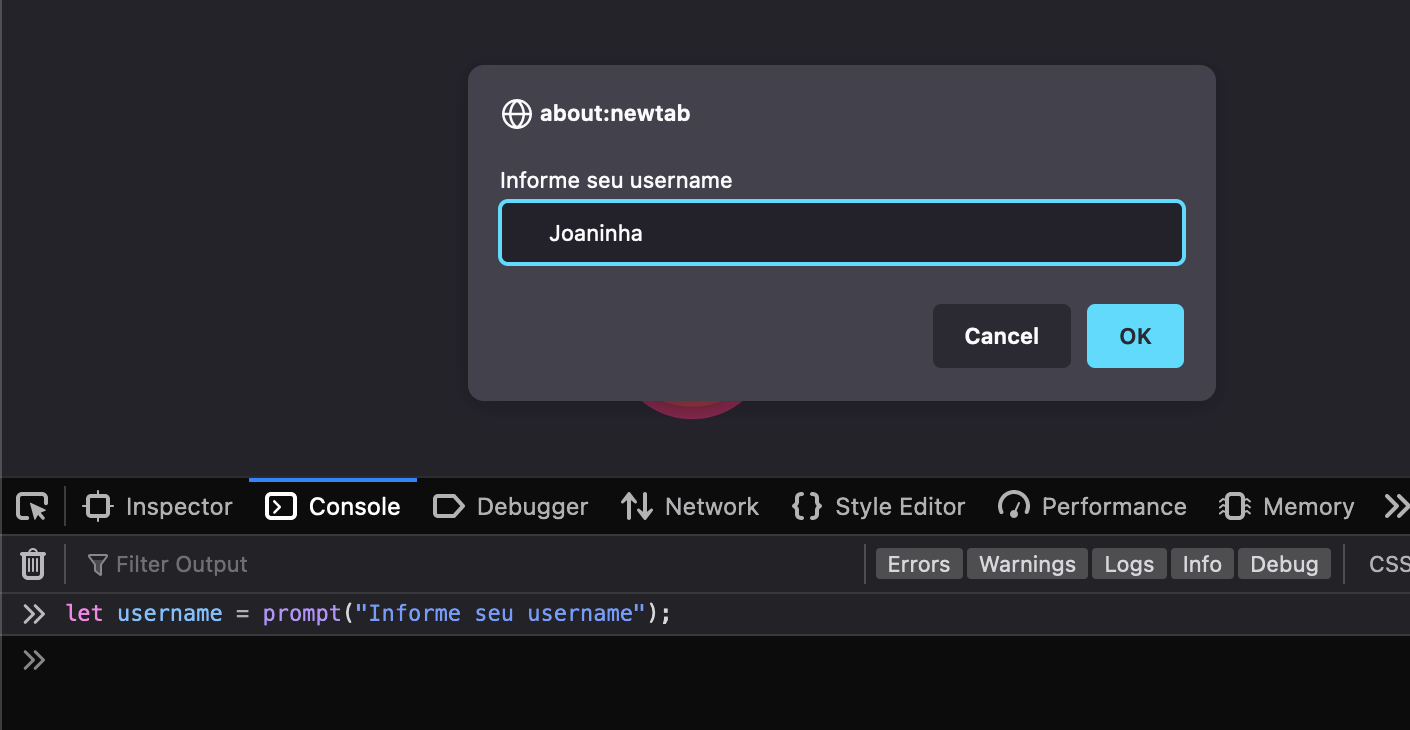 about:newtab
Informe seu username
Joaninha
Cancel OK
Inspector Console Debugger Network Style Editor Performance Memory
Filter Output Errors Warnings Logs Info Debug CSS
let username = prompt("Informe seu username");